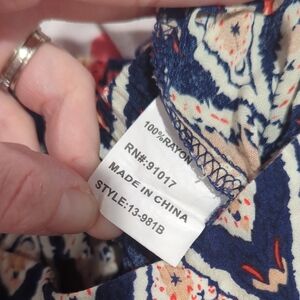 100%RAYON
RN#:91017
MADE IN CHINA
STYLE:13-981B